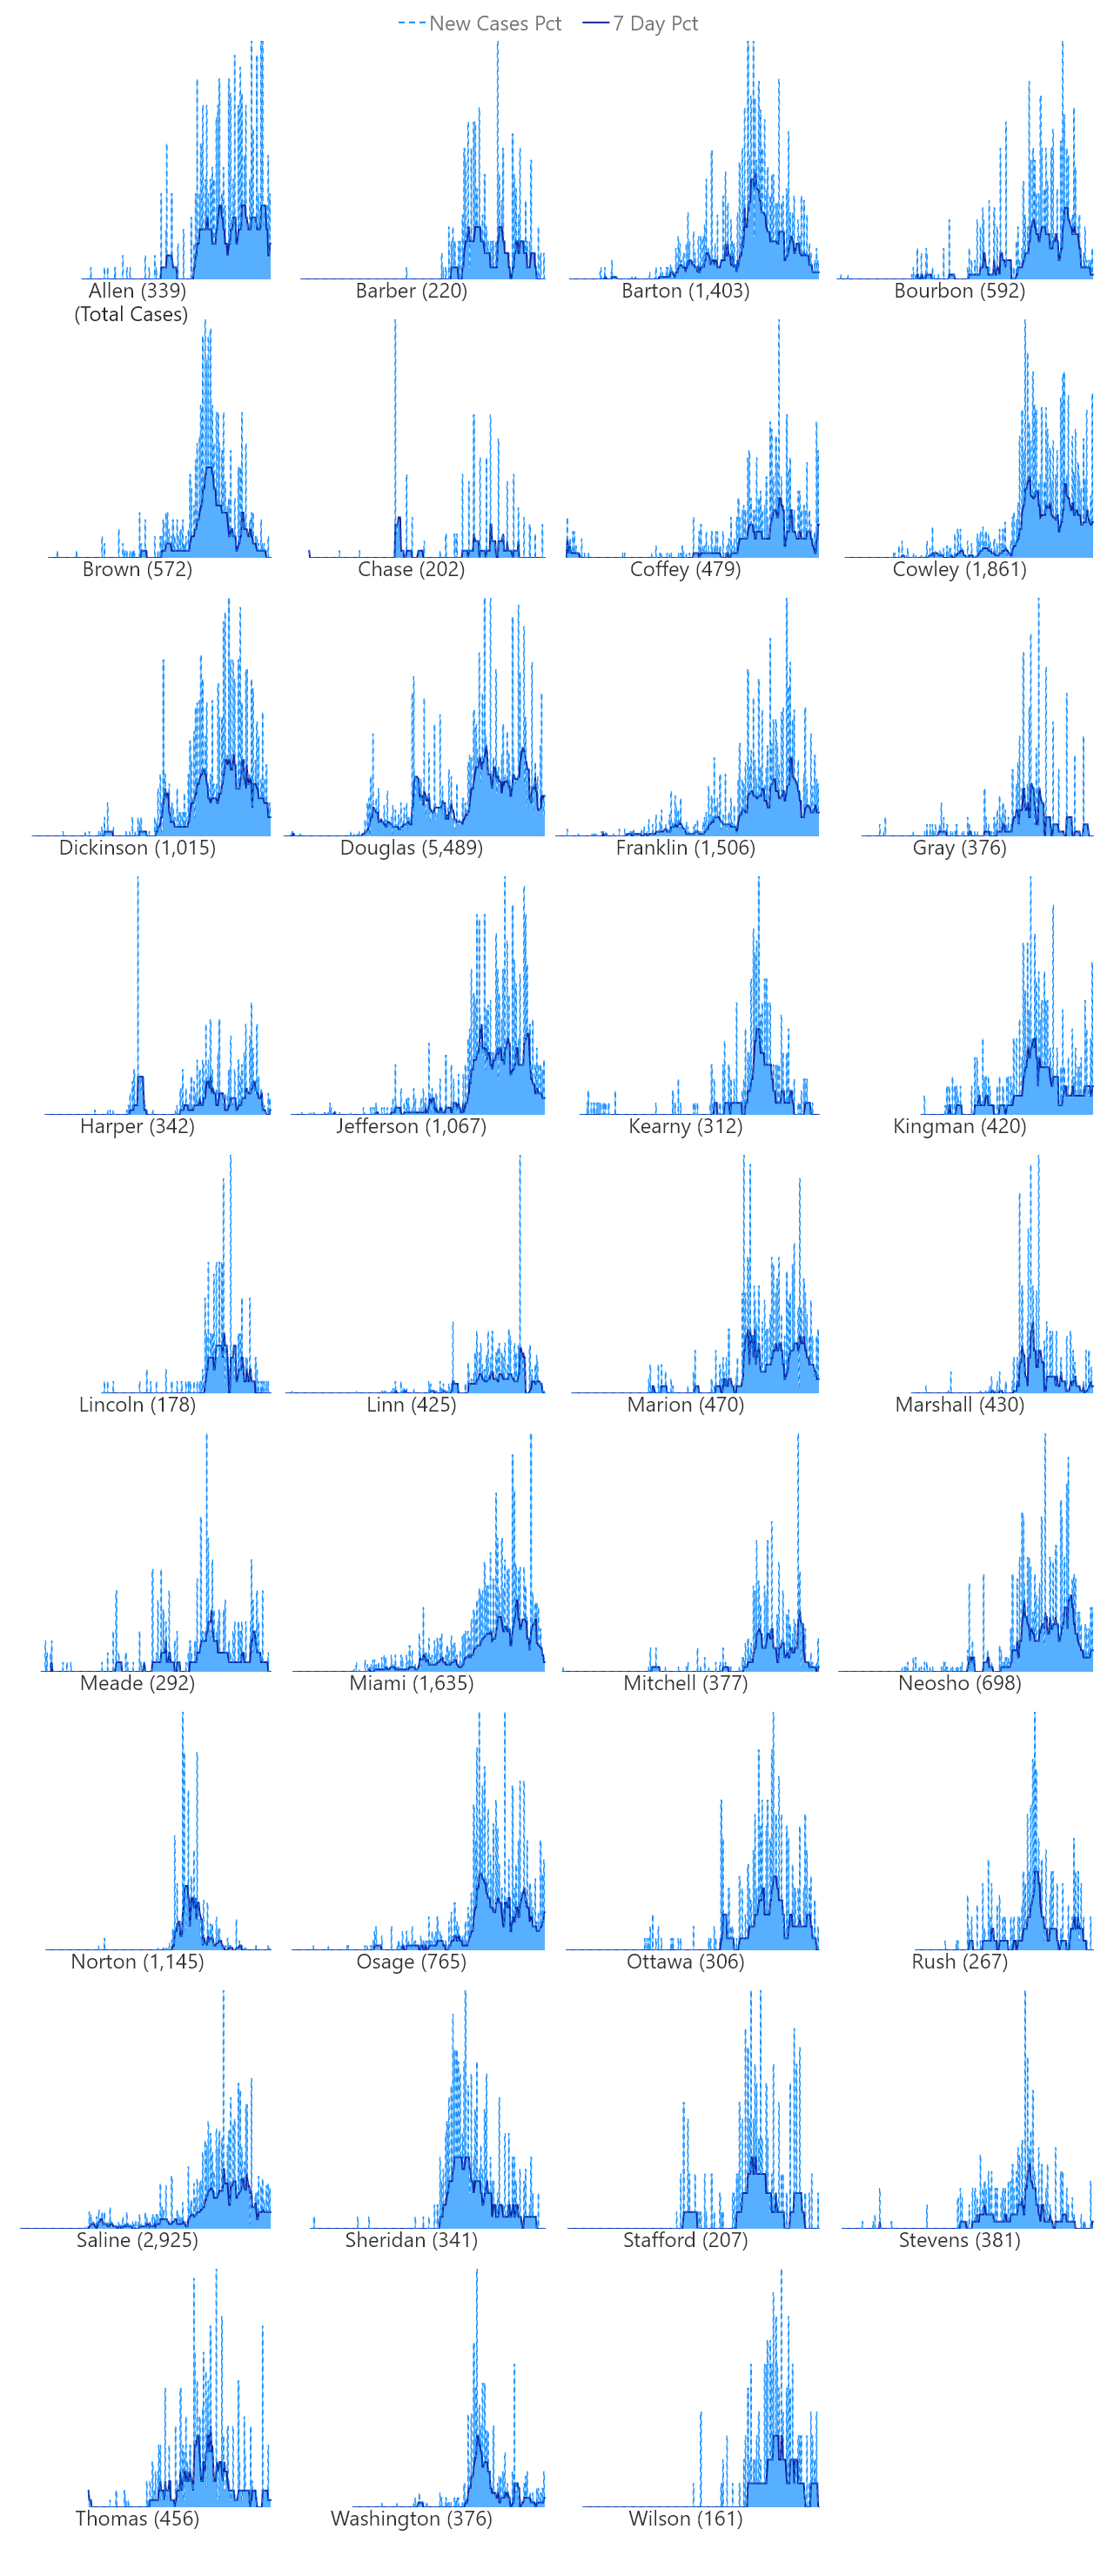 New Cases Pct 7 Day Pct
Allen (339) Barber (220) Barton (1,403) Bourbon (592)
(Total Cases)
Brown (572) Chase (202) Coffey (479) Cowley (1,861)
Dickinson (1,015) Douglas (5,489) Franklin (1,506) Gray (376)
Harper (342) Jefferson (1,067) Kearny (312) Kingman (420)
Lincoln (178) Linn (425) Marion (470) Marshall (430)
Meade (292) Miami (1,635) Mitchell (377) Neosho (698)
Norton (1,145) Osage (765) Ottawa (306) Rush (267)
Saline (2,925) Sheridan (341) Stafford (207) Stevens (381)
Thomas (456) Washington (376) Wilson (161)